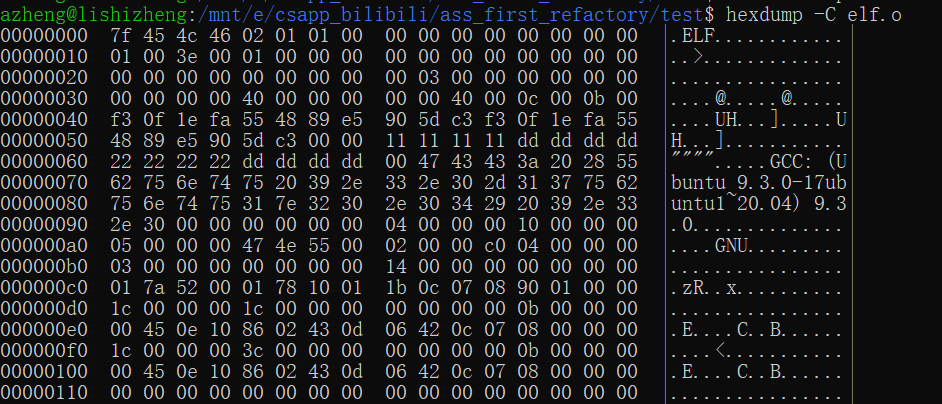 azheng@lishizheng:/mnt/e/csapp_bilibili/ass_first_refactory/test$ hexdump -C elf.o
00000000 7f 45 4c 46 02 01 01 00 00 00 00 00 00 00 00 00 .ELF............
00000010 01 00 3e 00 01 00 00 00 00 00 00 00 00 00 00 00 ..>.............
00000020 00 00 00 00 00 00 00 00 00 03 00 00 00 00 00 00 ................
00000030 00 00 00 00 40 00 00 00 00 00 40 00 0c 00 0b 00 ....@.....@.....
00000040 f3 0f 1e fa 55 48 89 e5 90 5d c3 f3 0f 1e fa 55 ....UH...].....U
00000050 48 89 e5 90 5d c3 00 00 11 11 11 11 dd dd dd dd H...]...........
00000060 22 22 22 22 dd dd dd dd 00 47 43 43 3a 20 28 55 """".....GCC: (U
00000070 62 75 6e 74 75 20 39 2e 33 2e 30 2d 31 37 75 62 buntu 9.3.0-17ub
00000080 75 6e 74 75 31 7e 32 30 2e 30 34 29 20 39 2e 33 untu1~20.04) 9.3
00000090 2e 30 00 00 00 00 00 00 04 00 00 00 10 00 00 00 .0..............
000000a0 05 00 00 00 47 4e 55 00 02 00 00 c0 04 00 00 00 ....GNU.........
000000b0 03 00 00 00 00 00 00 00 14 00 00 00 00 00 00 00 ................
000000c0 01 7a 52 00 01 78 10 01 1b 0c 07 08 90 01 00 00 .zR..x..........
000000d0 1c 00 00 00 1c 00 00 00 00 00 00 00 0b 00 00 00 ................
000000e0 00 45 0e 10 86 02 43 0d 06 42 0c 07 08 00 00 00 .E....C..B......
000000f0 1c 00 00 00 3c 00 00 00 00 00 00 00 0b 00 00 00 ....<...........
00000100 00 45 0e 10 86 02 43 0d 06 42 0c 07 08 00 00 00 .E....C..B......
00000110 00 00 00 00 00 00 00 00 00 00 00 00 00 00 00 00 ................